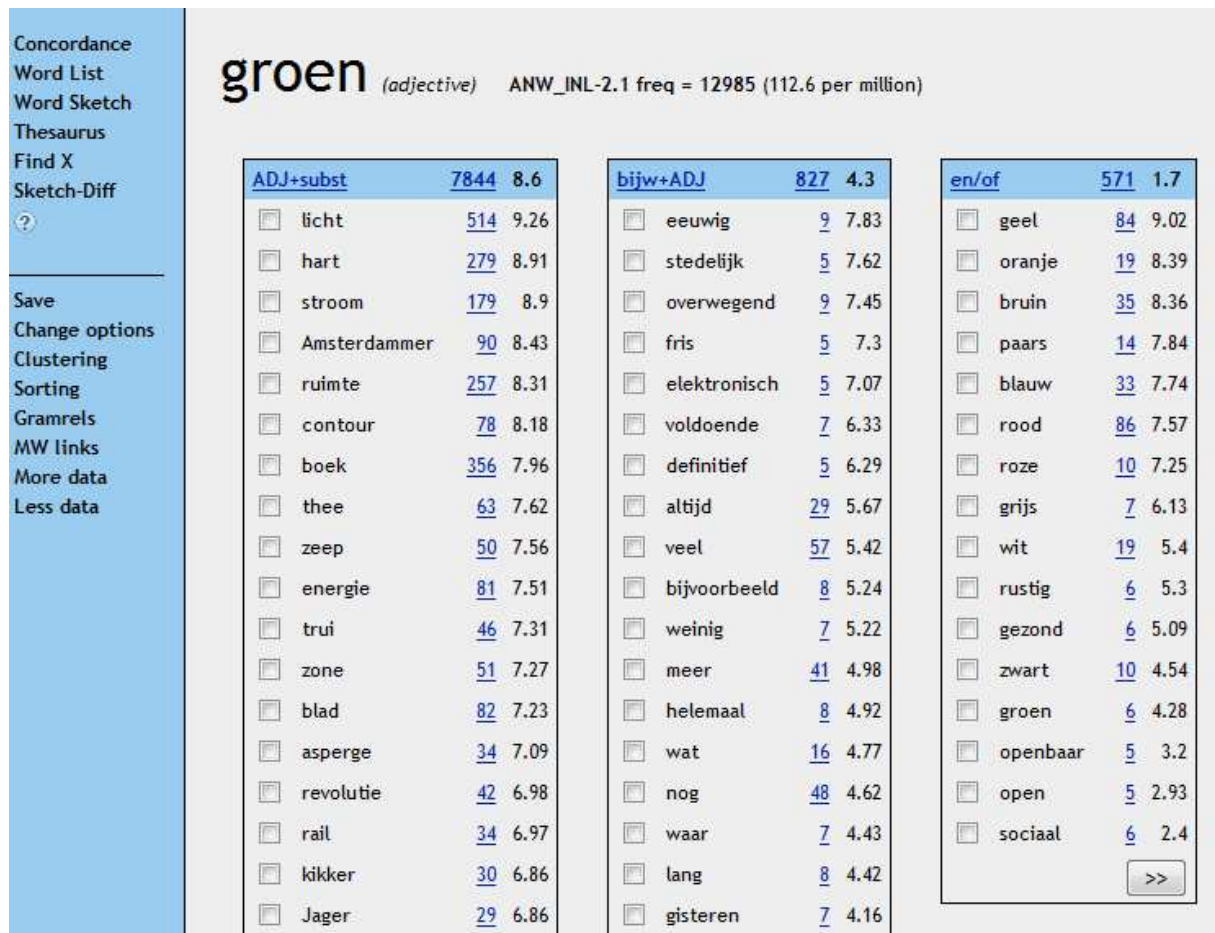 Concordance
Word List
Word Sketch
Thesaurus
Find X
Sketch-Diff
?
Save
Change options
Clustering
Sorting
Gramrels
MW links
More data
Less data
groen (adjective) ANW_INL-2.1 freq = 12985 (112.6 per million)
ADJ+subst 7844 8.6
licht 514 9.26
hart 279 8.91
stroom 179 8.9
Amsterdammer 90 8.43
ruimte 257 8.31
contour 78 8.18
boek 356 7.96
thee 63 7.62
zeep 50 7.56
energie 81 7.51
trui 46 7.31
zone 51 7.27
blad 82 7.23
asperge 34 7.09
revolutie 42 6.98
rail 34 6.97
kikker 30 6.86
Jager 29 6.86
bijw+ADJ 827 4.3
eeuwig 9 7.83
stedelijk 5 7.62
overwegend 9 7.45
fris 5 7.3
elektronisch 5 7.07
voldoende 7 6.33
definitief 5 6.29
altijd 29 5.67
veel 57 5.42
bijvoorbeeld 8 5.24
weinig 7 5.22
meer 41 4.98
helemaal 8 4.92
wat 16 4.77
nog 48 4.62
waar 7 4.43
lang 8 4.42
gisteren 7 4.16
en/of 571 1.7
geel 84 9.02
oranje 19 8.39
bruin 35 8.36
paars 14 7.84
blauw 33 7.74
rood 86 7.57
roze 10 7.25
grijs 7 6.13
wit 19 5.4
rustig 6 5.3
gezond 6 5.09
zwart 10 4.54
groen 6 4.28
openbaar 5 3.2
open 5 2.93
sociaal 6 2.4
>>